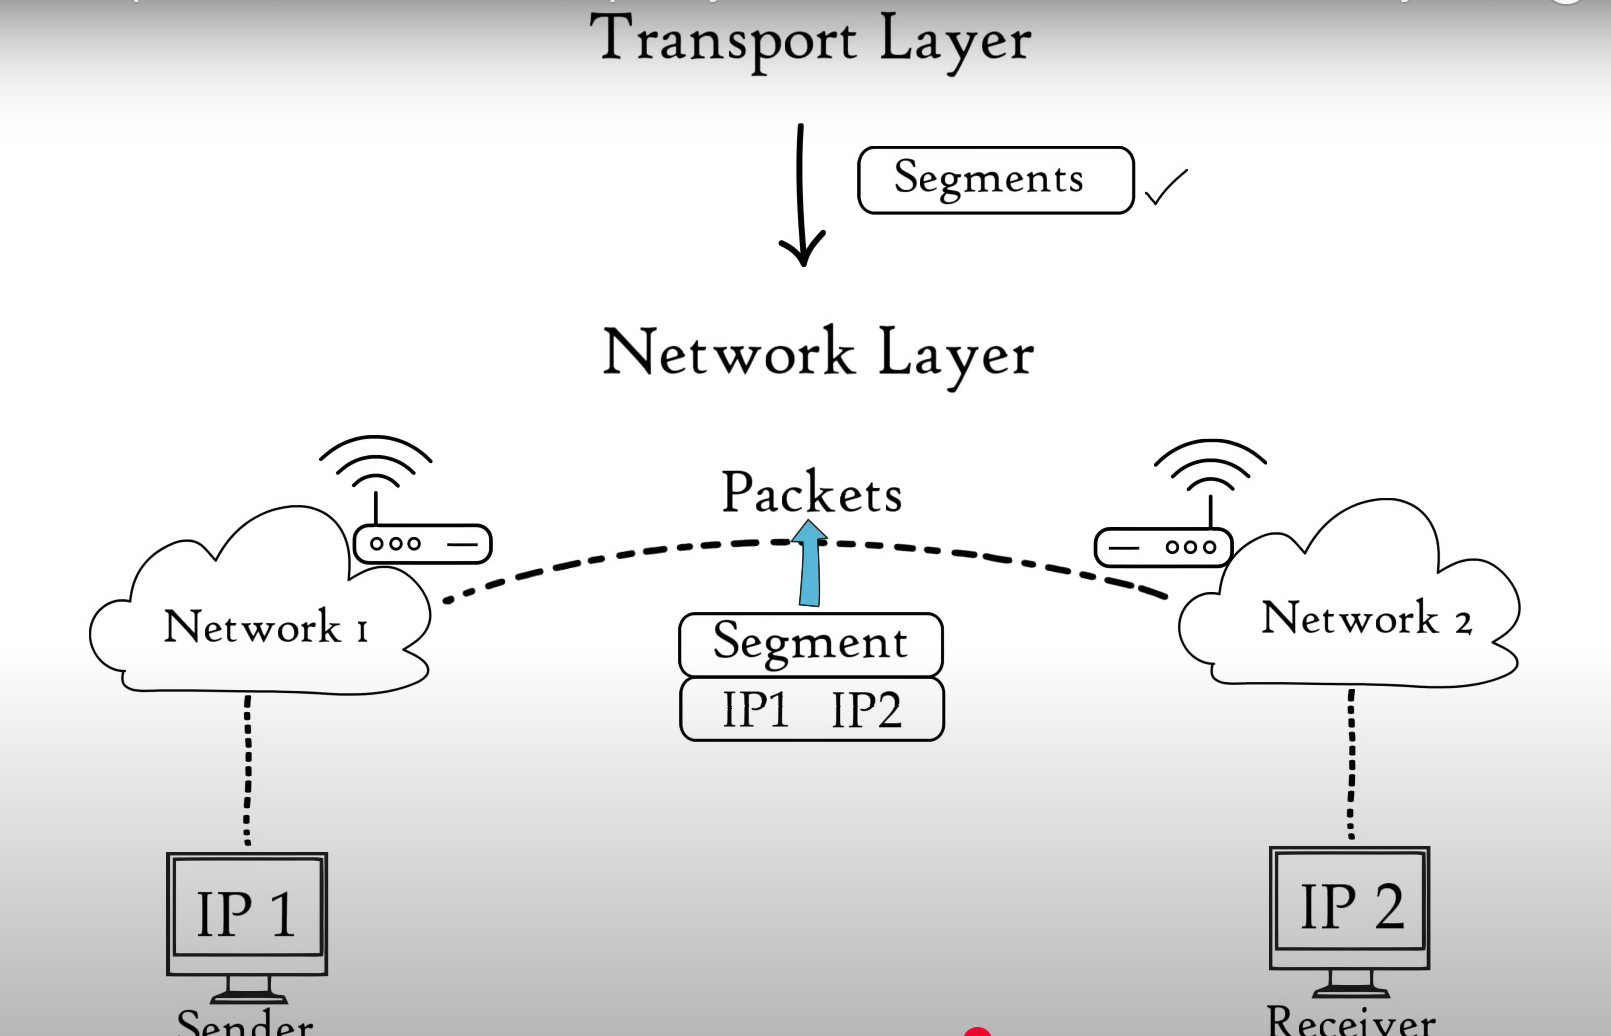 Transport Layer
Segments
Network Layer
Packets
Network 1
Network 2
Segment
IP1 IP2
IP 1
IP 2
Sender
Receiver